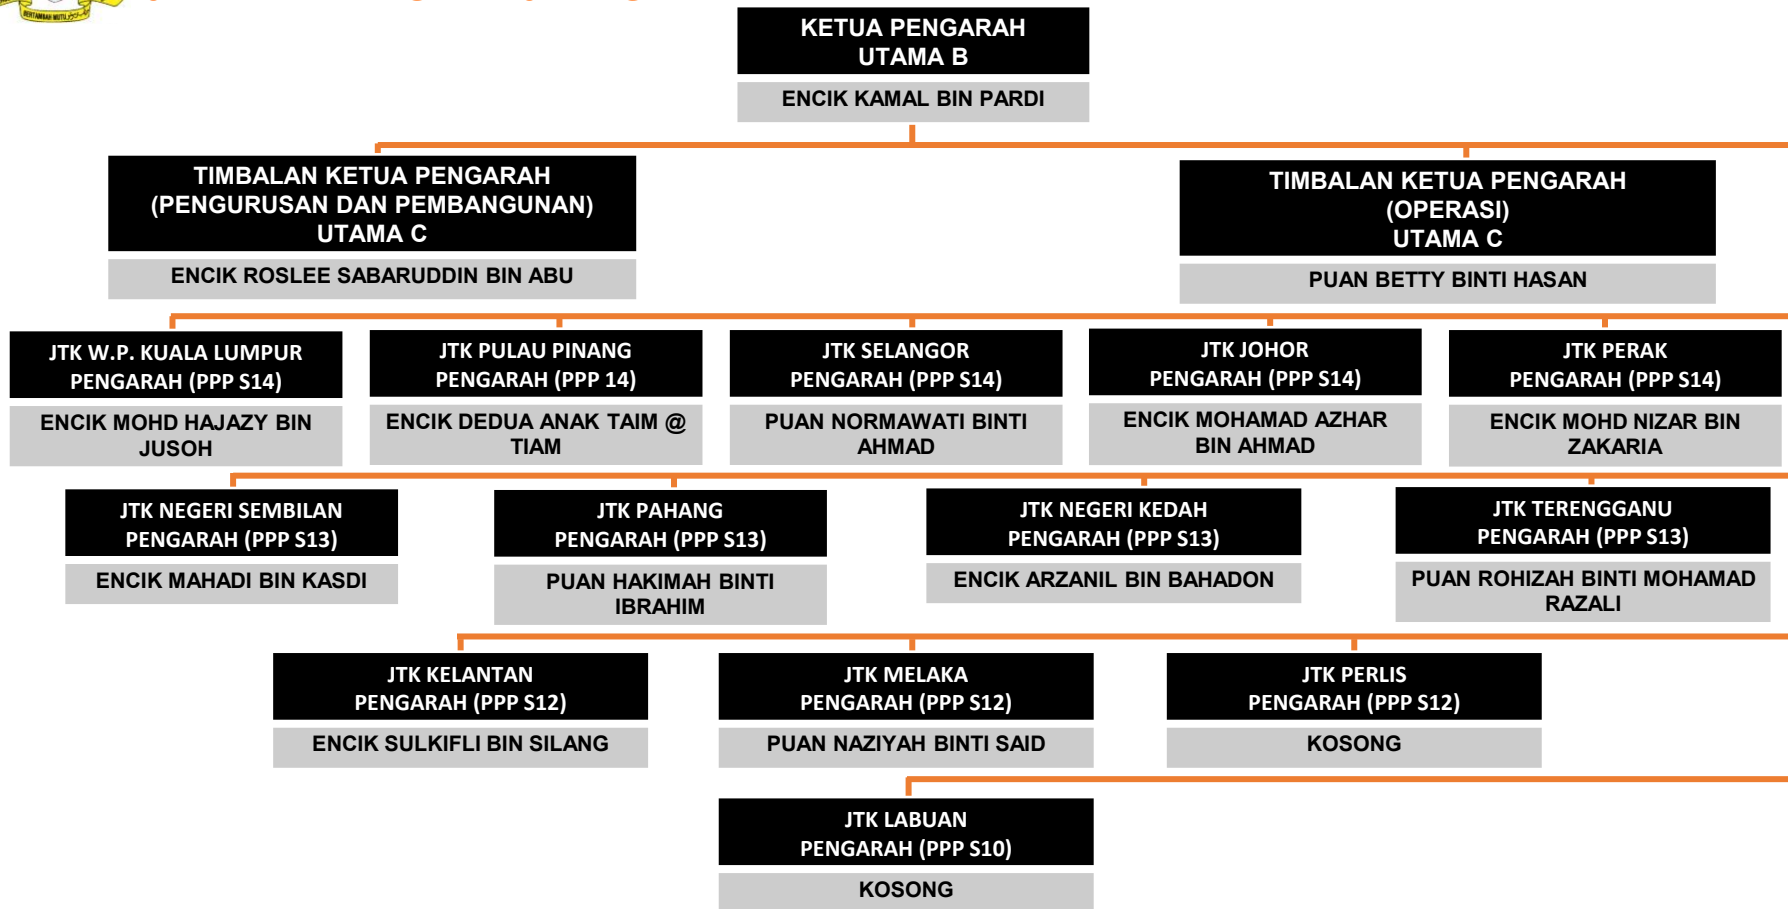 BERTAMBAH MUTU
KETUA PENGARAH
UTAMA B
ENCIK KAMAL BIN PARDI
TIMBALAN KETUA PENGARAH
(PENGURUSAN DAN PEMBANGUNAN)
UTAMA C
ENCIK ROSLEE SABARUDDIN BIN ABU
TIMBALAN KETUA PENGARAH
(OPERASI)
UTAMA C
PUAN BETTY BINTI HASAN
JTK W.P. KUALA LUMPUR
PENGARAH (PPP S14)
ENCIK MOHD HAJAZY BIN
JUSOH
JTK PULAU PINANG
PENGARAH (PPP 14)
ENCIK DEDUA ANAK TAIM @
TIAM
JTK SELANGOR
PENGARAH (PPP S14)
PUAN NORMAWATI BINTI
AHMAD
JTK JOHOR
PENGARAH (PPP S14)
ENCIK MOHAMAD AZHAR
BIN AHMAD
JTK PERAK
PENGARAH (PPP S14)
ENCIK MOHD NIZAR BIN
ZAKARIA
JTK NEGERI SEMBILAN
PENGARAH (PPP S13)
ENCIK MAHADI BIN KASDI
JTK PAHANG
PENGARAH (PPP S13)
PUAN HAKIMAH BINTI
IBRAHIM
JTK NEGERI KEDAH
PENGARAH (PPP S13)
ENCIK ARZANIL BIN BAHADON
JTK TERENGGANU
PENGARAH (PPP S13)
PUAN ROHIZAH BINTI MOHAMAD
RAZALI
JTK KELANTAN
PENGARAH (PPP S12)
ENCIK SULKIFLI BIN SILANG
JTK MELAKA
PENGARAH (PPP S12)
PUAN NAZIYAH BINTI SAID
JTK PERLIS
PENGARAH (PPP S12)
KOSONG
JTK LABUAN
PENGARAH (PPP S10)
KOSONG